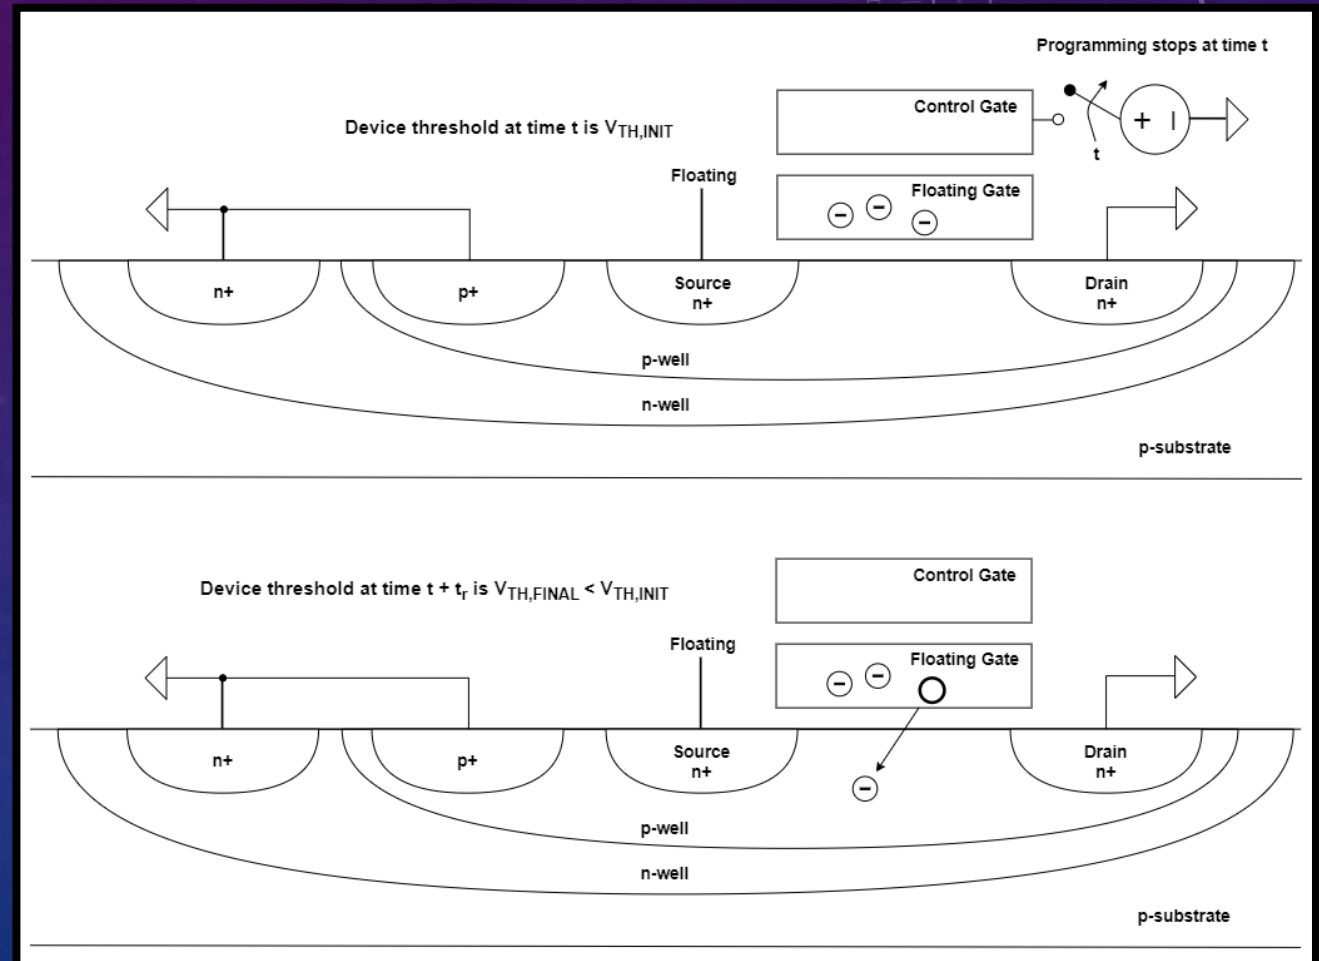 Programming stops at time t
Control Gate
+ |
Device threshold at time t is VTH,INIT
t
Floating
Floating Gate
− − −
n+
p+
Source
n+
Drain
n+
p-well
n-well
p-substrate
Control Gate
Device threshold at time t + tr is VTH,FINAL < VTH,INIT
Floating
Floating Gate
− −
n+
p+
Source
n+
Drain
n+
−
p-well
n-well
p-substrate